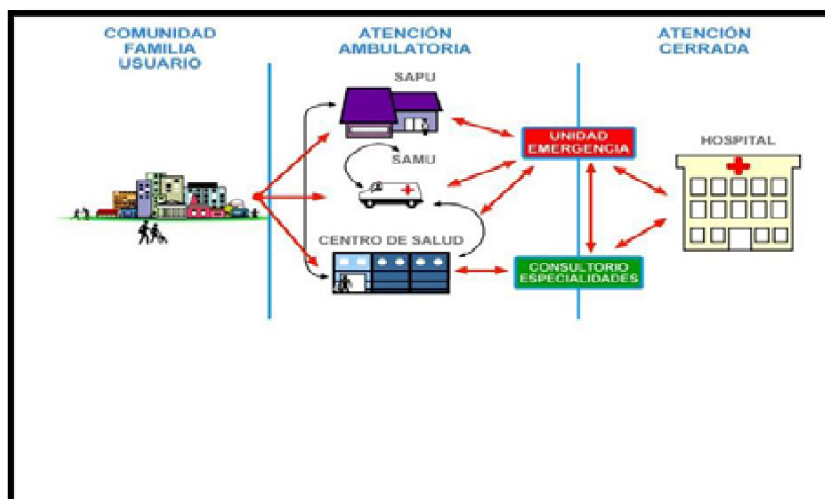 COMUNIDAD
FAMILIA
USUARIO
ATENCIÓN
AMBULATORIA
ATENCIÓN
CERRADA
SAPU
UNIDAD
EMERGENCIA
HOSPITAL
SAMU
CENTRO DE SALUD
CONSULTORIO
ESPECIALIDADES